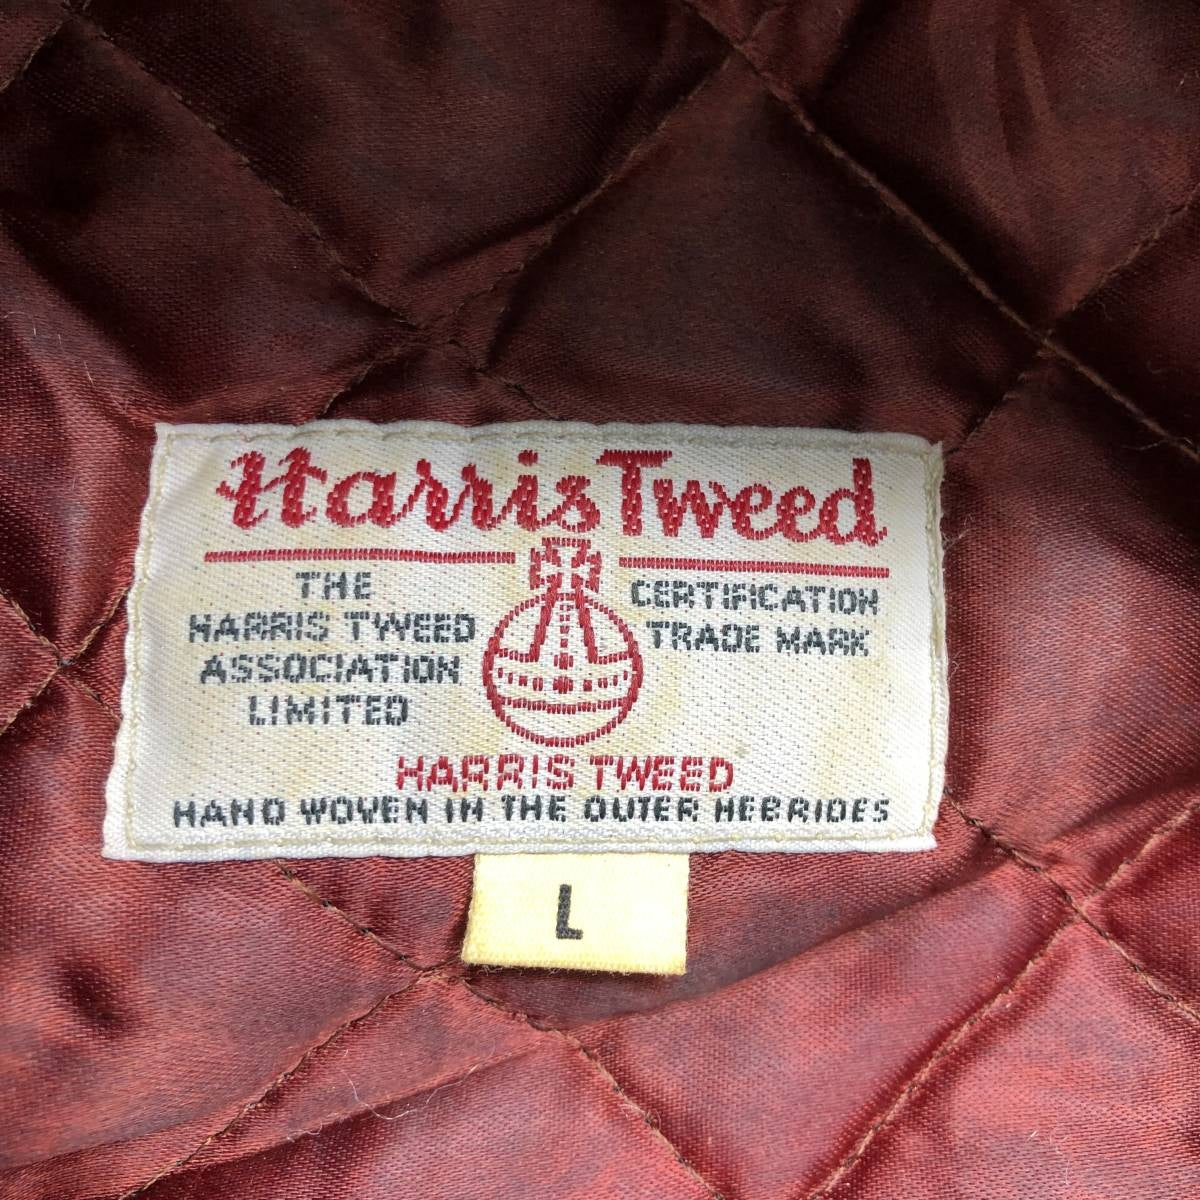 Harris Tweed
THE
HARRIS TWEED
ASSOCIATION
LIMITED
CERTIFICATION
TRADE MARK
HARRIS TWEED
HAND WOVEN IN THE OUTER HEBRIDES
L